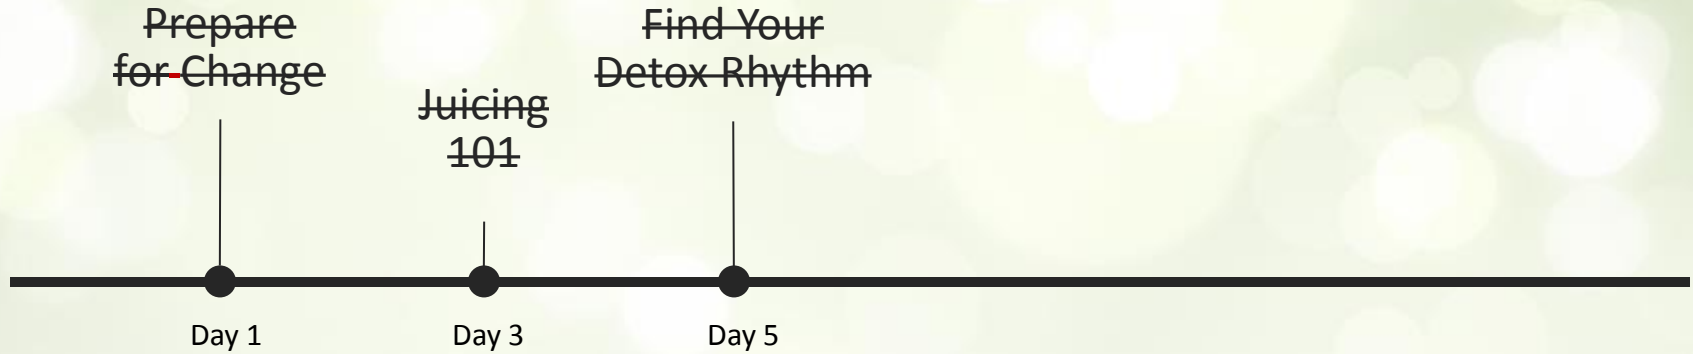 Prepare
for Change
Juicing
101
Find Your
Detox Rhythm
Day 1
Day 3
Day 5